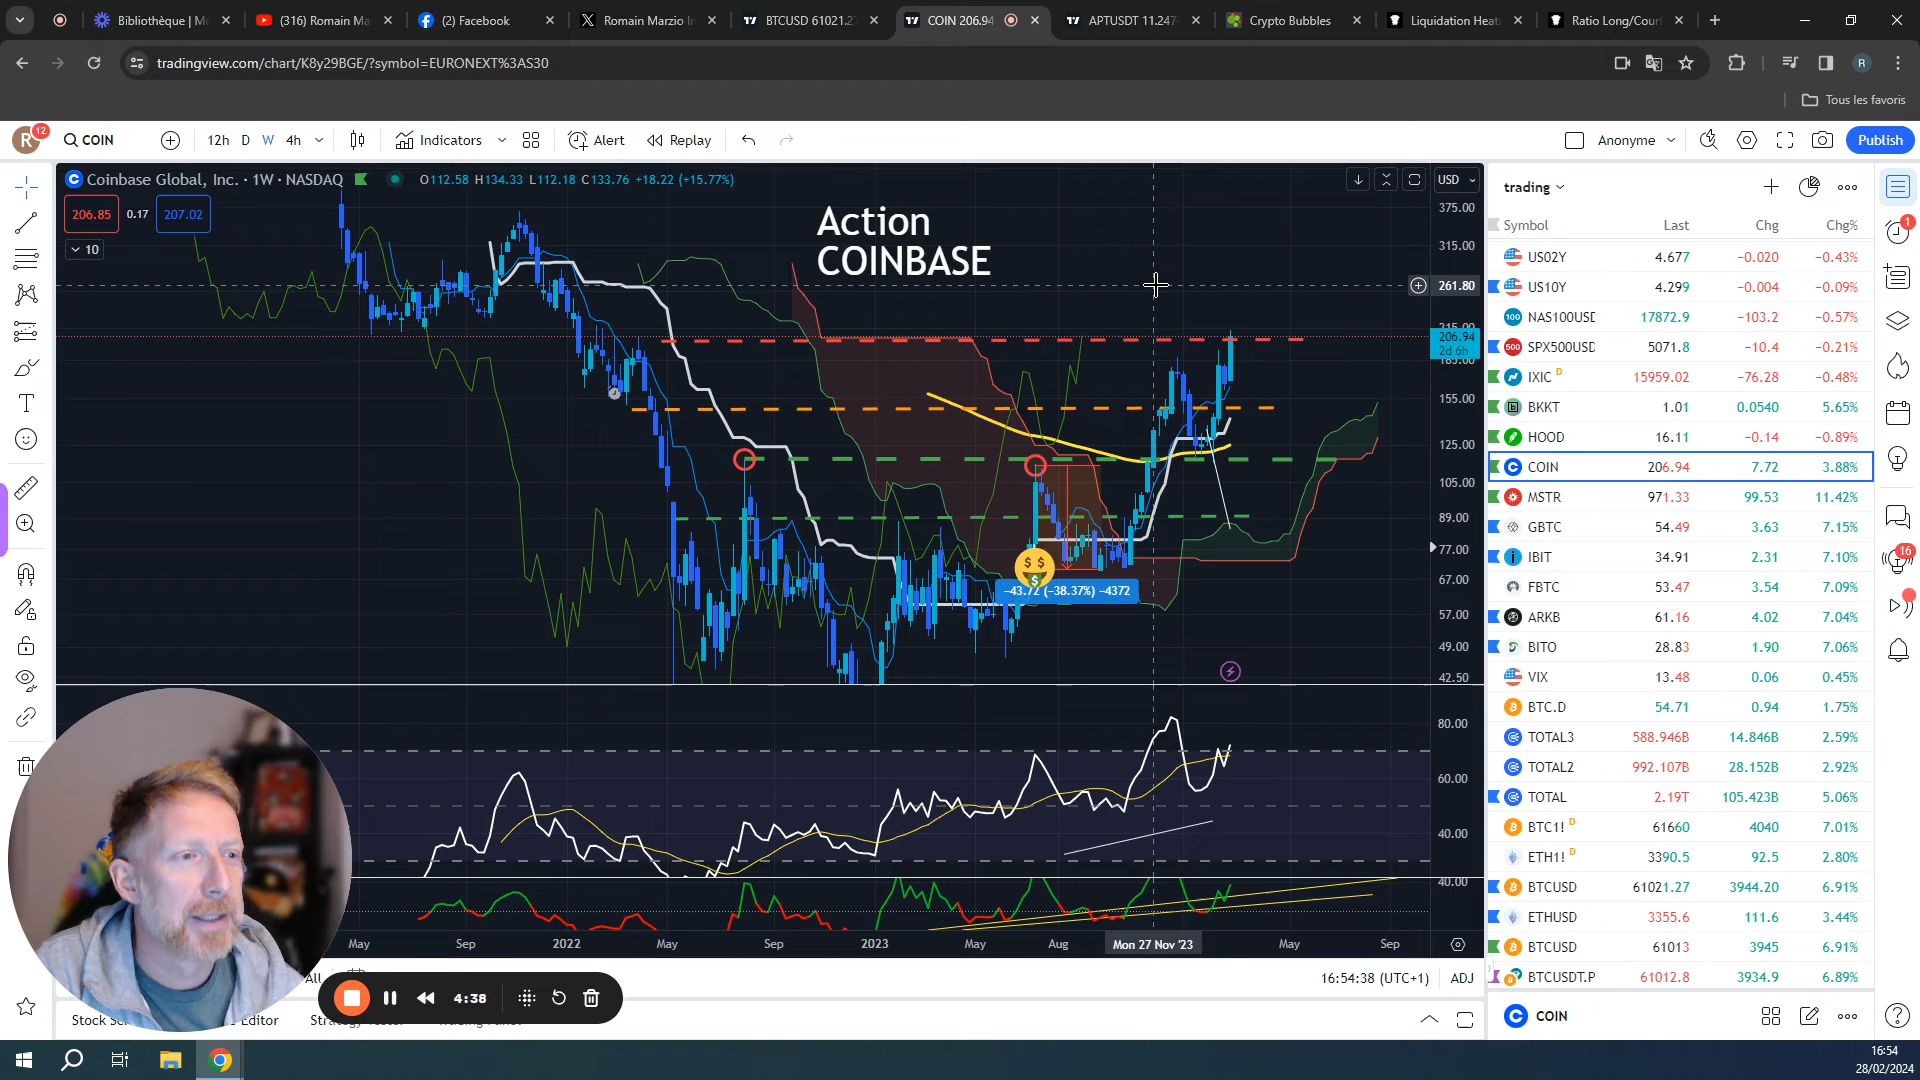 Bibliothèque | M
(316) Romain Ma
(2) Facebook
Romain Marzio
BTCUSD 61021.2
COIN 206.94
APTUSDT 11.247
Crypto Bubbles
Liquidation Heat
Ratio Long/Cour
tradingview.com/chart/K8y29BGE/?symbol=EURONEXT%3AS30
R
Tous les favoris
R 12
COIN
12h D W 4h
Indicators
Alert
Replay
Anonyme
Publish
Coinbase Global, Inc. · 1W · NASDAQ
O112.58 H134.33 L112.18 C133.76 +18.22 (+15.77%)
USD
206.85 0.17 207.02
10
Action
COINBASE
375.00
315.00
261.80
215.00
206.94
2d 6h
185.00
155.00
125.00
105.00
89.00
77.00
67.00
57.00
49.00
42.50
−43.72 (−38.37%) −4372
80.00
60.00
40.00
40.00
May Sep 2022 May Sep 2023 May Aug Mon 27 Nov '23 May Sep
All
16:54:38 (UTC+1) ADJ
4:38
trading
Symbol Last Chg Chg%
US02Y 4.677 −0.020 −0.43%
US10Y 4.299 −0.004 −0.09%
NAS100USD 17872.9 −103.2 −0.57%
SPX500USD 5071.8 −10.4 −0.21%
IXIC D 15959.02 −76.28 −0.48%
BKKT 1.01 0.0540 5.65%
HOOD 16.11 −0.14 −0.89%
COIN 206.94 7.72 3.88%
MSTR 971.33 99.53 11.42%
GBTC 54.49 3.63 7.15%
IBIT 34.91 2.31 7.10%
FBTC 53.47 3.54 7.09%
ARKB 61.16 4.02 7.04%
BITO 28.83 1.90 7.06%
VIX 13.48 0.06 0.45%
BTC.D 54.71 0.94 1.75%
TOTAL3 588.946B 14.846B 2.59%
TOTAL2 992.107B 28.152B 2.92%
TOTAL 2.19T 105.423B 5.06%
BTC1! D 61660 4040 7.01%
ETH1! D 3390.5 92.5 2.80%
BTCUSD 61021.27 3944.20 6.91%
ETHUSD 3355.6 111.6 3.44%
BTCUSD 61013 3945 6.91%
BTCUSDT.P 61012.8 3934.9 6.89%
COIN
1
16
16:54
28/02/2024